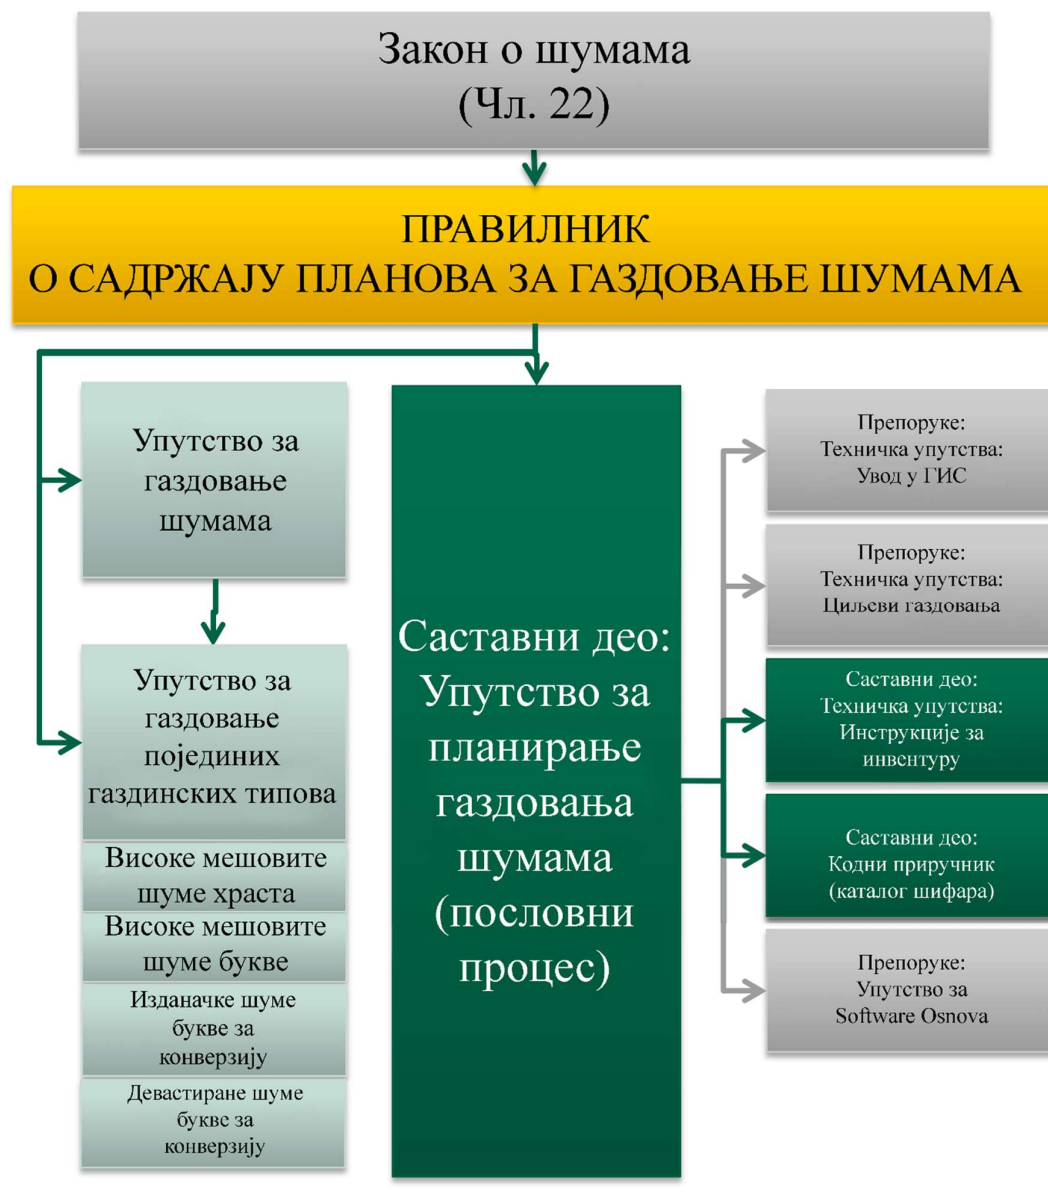 Закон о шумама
(Чл. 22)
ПРАВИЛНИК
О САДРЖАЈУ ПЛАНОВА ЗА ГАЗДОВАЊЕ ШУМАМА
Упутство за
газдовање
шумама
Упутство за
газдовање
појединих
газдинских типова
Високе мешовите
шуме храста
Високе мешовите
шуме букве
Изданачке шуме
букве за
конверзију
Девастиране шуме
букве за
конверзију
Саставни део:
Упутство за
планирање
газдовања
шумама
(пословни
процес)
Препоруке:
Техничка упутства:
Увод у ГИС
Препоруке:
Техничка упутства:
Циљеви газдовања
Саставни део:
Техничка упутства:
Инструкције за
инвентуру
Саставни део:
Кодни приручник
(каталог шифара)
Препоруке:
Упутство за
Software Osnova